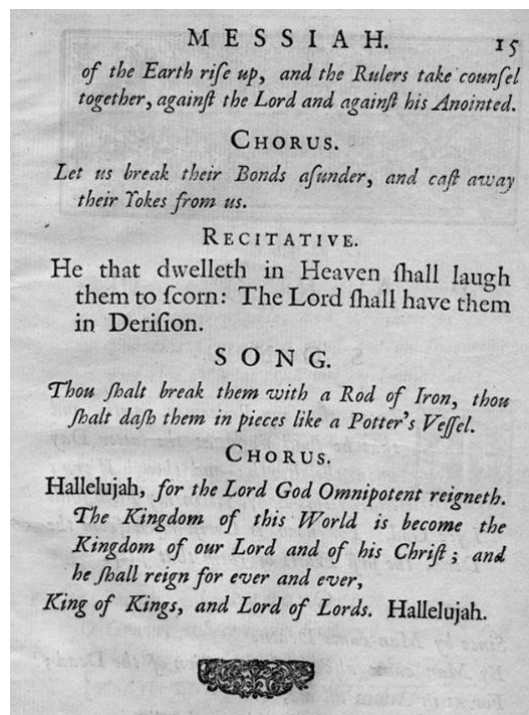 MESSIAH. 15
of the Earth riſe up, and the Rulers take counſel
together, againſt the Lord and againſt his Anointed.
CHORUS.
Let us break their Bonds aſunder, and caſt away
their Yokes from us.
RECITATIVE.
He that dwelleth in Heaven ſhall laugh
them to ſcorn: The Lord ſhall have them
in Deriſion.
SONG.
Thou ſhalt break them with a Rod of Iron, thou
ſhalt daſh them in pieces like a Potter's Veſſel.
CHORUS.
Hallelujah, for the Lord God Omnipotent reigneth.
The Kingdom of this World is become the
Kingdom of our Lord and of his Chriſt; and
he ſhall reign for ever and ever,
King of Kings, and Lord of Lords. Hallelujah.